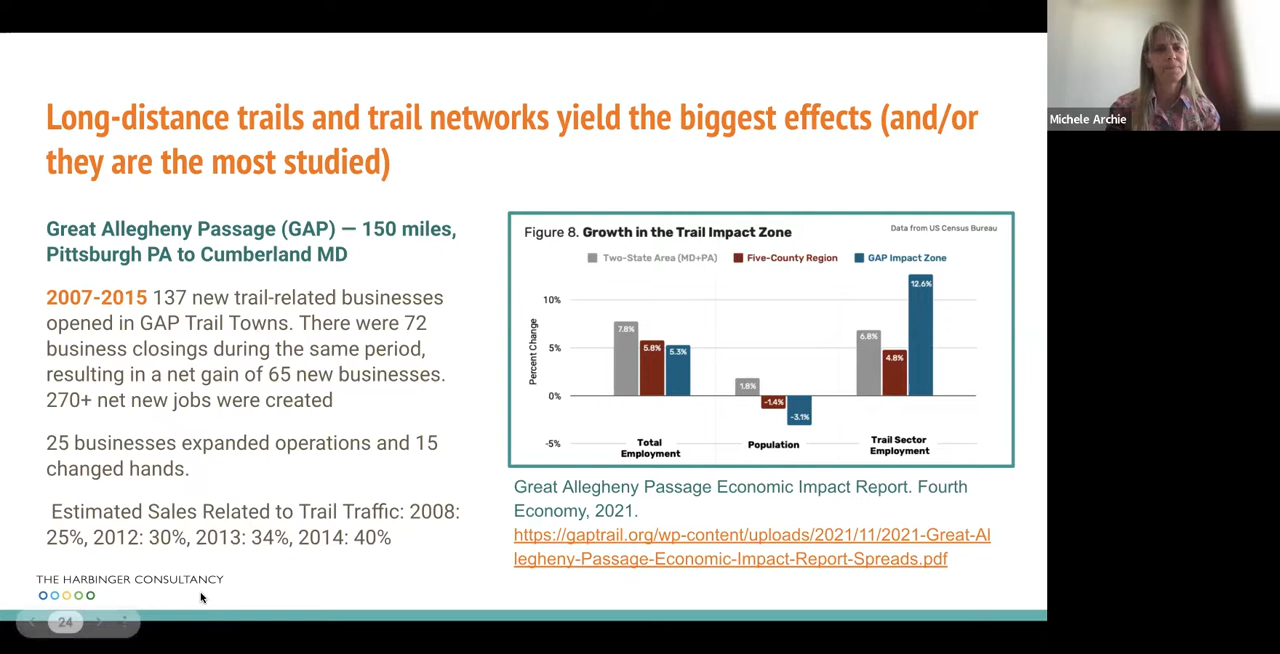 Long-distance trails and trail networks yield the biggest effects (and/or
they are the most studied)
Great Allegheny Passage (GAP) — 150 miles,
Pittsburgh PA to Cumberland MD
2007-2015 137 new trail-related businesses
opened in GAP Trail Towns. There were 72
business closings during the same period,
resulting in a net gain of 65 new businesses.
270+ net new jobs were created
25 businesses expanded operations and 15
changed hands.
Estimated Sales Related to Trail Traffic: 2008:
25%, 2012: 30%, 2013: 34%, 2014: 40%
THE HARBINGER CONSULTANCY
24
Figure 8. Growth in the Trail Impact Zone
Data from US Census Bureau
Two-State Area (MD+PA) Five-County Region GAP Impact Zone
Percent Change
10%
5%
0%
-5%
7.8% 5.8% 5.3%
1.8% -1.4% -3.1%
6.8% 4.8% 12.6%
Total
Employment
Population
Trail Sector
Employment
Great Allegheny Passage Economic Impact Report. Fourth
Economy, 2021.
https://gaptrail.org/wp-content/uploads/2021/11/2021-Great-Al
legheny-Passage-Economic-Impact-Report-Spreads.pdf
Michele Archie